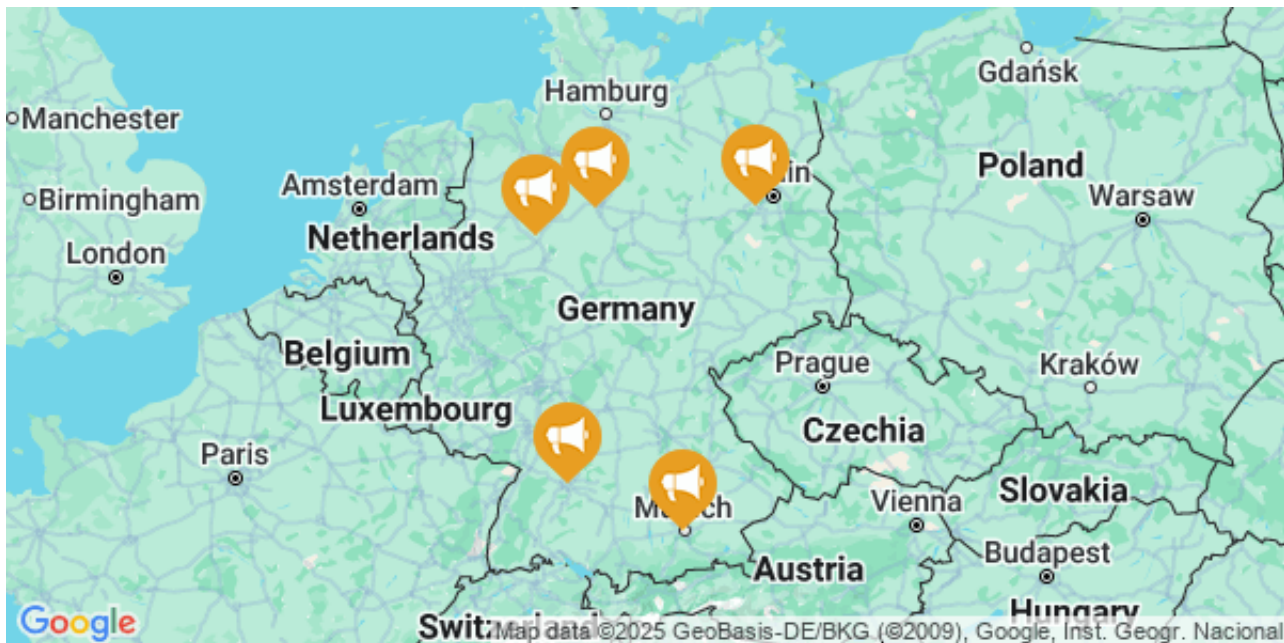 Gdańsk
Hamburg
Manchester
Poland
Amsterdam
Birmingham
Warsaw
Netherlands
London
Germany
Belgium
Prague
Kraków
Luxembourg
Czechia
Paris
Slovakia
Vienna
Budapest
Austria
Hungary
Google
Map data ©2025 GeoBasis-DE/BKG (©2009), Google, Inst. Geogr. Nacional